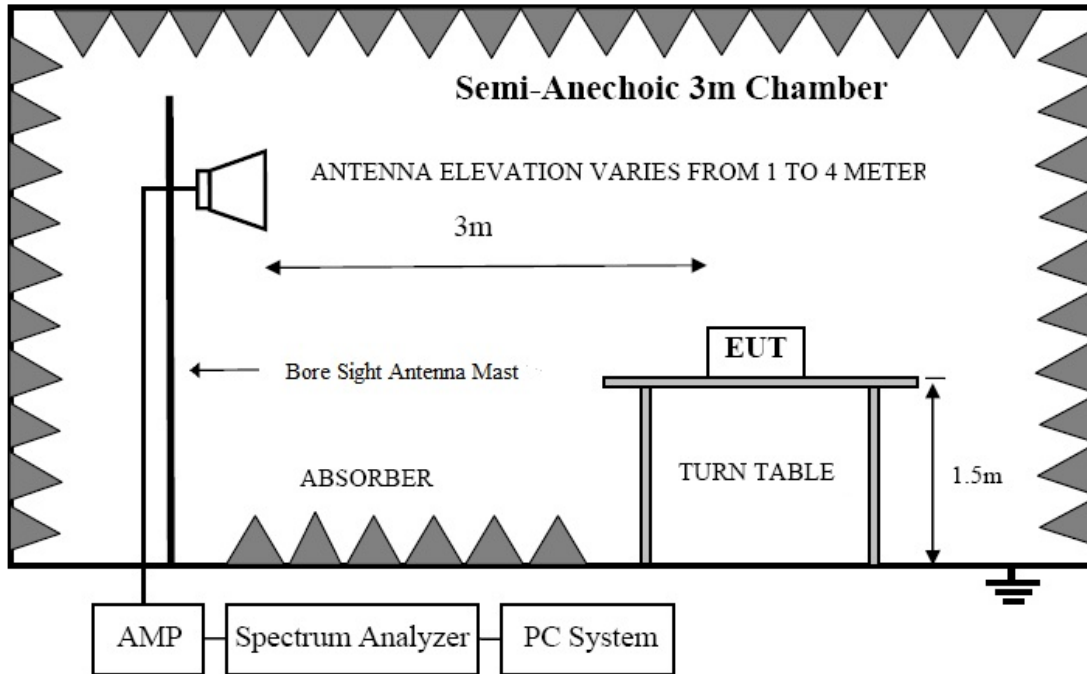 Semi-Anechoic 3m Chamber
ANTENNA ELEVATION VARIES FROM 1 TO 4 METER
3m
EUT
Bore Sight Antenna Mast
ABSORBER
TURN TABLE
1.5m
AMP
Spectrum Analyzer
PC System